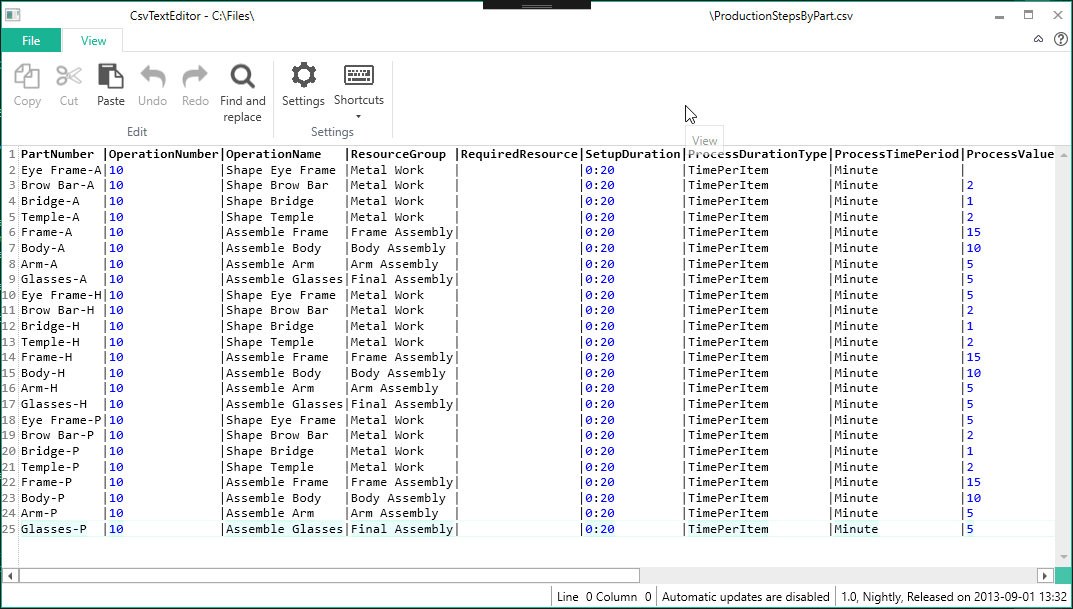 CsvTextEditor - C:\Files\ \ProductionStepsByPart.csv
File View
Copy Cut Paste Undo Redo Find and replace Settings Shortcuts
Edit Settings
View
1 PartNumber |OperationNumber|OperationName |ResourceGroup |RequiredResource|SetupDuration|ProcessDurationType|ProcessTimePeriod|ProcessValue
2 Eye Frame-A|10 |Shape Eye Frame |Metal Work | |0:20 |TimePerItem |Minute |
3 Brow Bar-A |10 |Shape Brow Bar |Metal Work | |0:20 |TimePerItem |Minute |2
4 Bridge-A |10 |Shape Bridge |Metal Work | |0:20 |TimePerItem |Minute |1
5 Temple-A |10 |Shape Temple |Metal Work | |0:20 |TimePerItem |Minute |2
6 Frame-A |10 |Assemble Frame |Frame Assembly| |0:20 |TimePerItem |Minute |15
7 Body-A |10 |Assemble Body |Body Assembly | |0:20 |TimePerItem |Minute |10
8 Arm-A |10 |Assemble Arm |Arm Assembly | |0:20 |TimePerItem |Minute |5
9 Glasses-A |10 |Assemble Glasses|Final Assembly| |0:20 |TimePerItem |Minute |5
10 Eye Frame-H|10 |Shape Eye Frame |Metal Work | |0:20 |TimePerItem |Minute |5
11 Brow Bar-H |10 |Shape Brow Bar |Metal Work | |0:20 |TimePerItem |Minute |2
12 Bridge-H |10 |Shape Bridge |Metal Work | |0:20 |TimePerItem |Minute |1
13 Temple-H |10 |Shape Temple |Metal Work | |0:20 |TimePerItem |Minute |2
14 Frame-H |10 |Assemble Frame |Frame Assembly| |0:20 |TimePerItem |Minute |15
15 Body-H |10 |Assemble Body |Body Assembly | |0:20 |TimePerItem |Minute |10
16 Arm-H |10 |Assemble Arm |Arm Assembly | |0:20 |TimePerItem |Minute |5
17 Glasses-H |10 |Assemble Glasses|Final Assembly| |0:20 |TimePerItem |Minute |5
18 Eye Frame-P|10 |Shape Eye Frame |Metal Work | |0:20 |TimePerItem |Minute |5
19 Brow Bar-P |10 |Shape Brow Bar |Metal Work | |0:20 |TimePerItem |Minute |2
20 Bridge-P |10 |Shape Bridge |Metal Work | |0:20 |TimePerItem |Minute |1
21 Temple-P |10 |Shape Temple |Metal Work | |0:20 |TimePerItem |Minute |2
22 Frame-P |10 |Assemble Frame |Frame Assembly| |0:20 |TimePerItem |Minute |15
23 Body-P |10 |Assemble Body |Body Assembly | |0:20 |TimePerItem |Minute |10
24 Arm-P |10 |Assemble Arm |Arm Assembly | |0:20 |TimePerItem |Minute |5
25 Glasses-P |10 |Assemble Glasses|Final Assembly| |0:20 |TimePerItem |Minute |5
Line 0 Column 0 Automatic updates are disabled 1.0, Nightly, Released on 2013-09-01 13:32